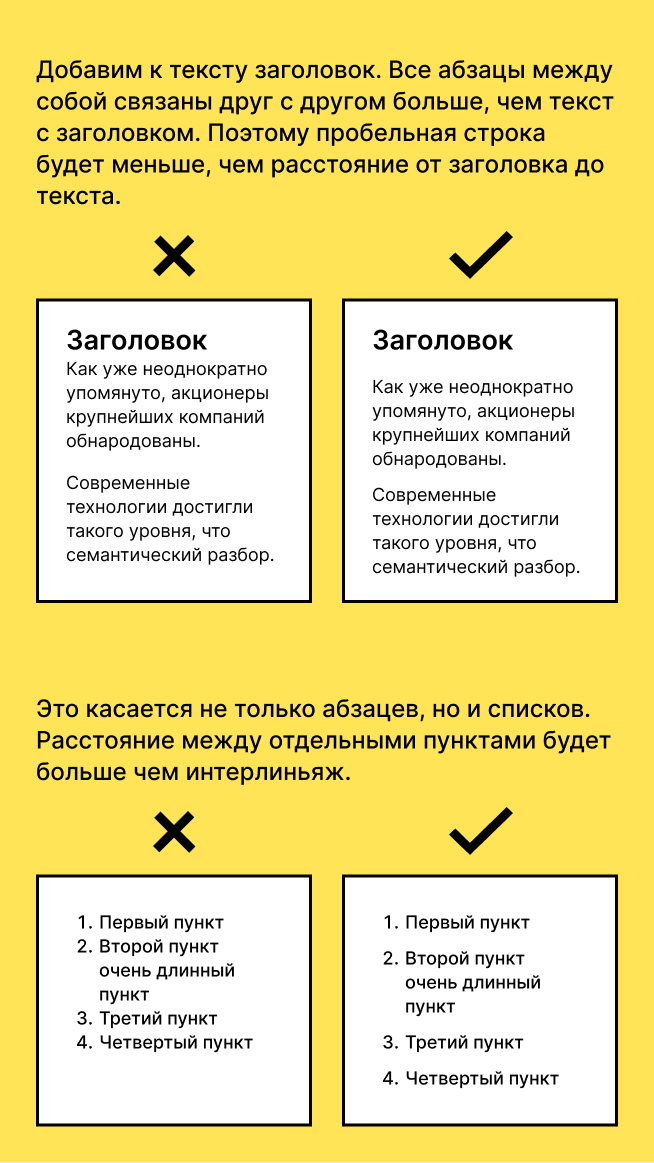 Добавим к тексту заголовок. Все абзацы между
собой связаны друг с другом больше, чем текст
с заголовком. Поэтому пробельная строка
будет меньше, чем расстояние от заголовка до
текста.
Заголовок
Как уже неоднократно
упомянуто, акционеры
крупнейших компаний
обнародованы.
Современные
технологии достигли
такого уровня, что
семантический разбор.
Заголовок
Как уже неоднократно
упомянуто, акционеры
крупнейших компаний
обнародованы.
Современные
технологии достигли
такого уровня, что
семантический разбор.
Это касается не только абзацев, но и списков.
Расстояние между отдельными пунктами будет
больше чем интерлиньяж.
1. Первый пункт
2. Второй пункт
очень длинный
пункт
3. Третий пункт
4. Четвертый пункт
1. Первый пункт
2. Второй пункт
очень длинный
пункт
3. Третий пункт
4. Четвертый пункт